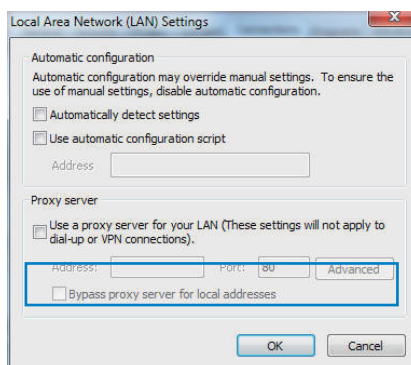 Local Area Network (LAN) Settings
Automatic configuration
Automatic configuration may override manual settings. To ensure the
use of manual settings, disable automatic configuration.
Automatically detect settings
Use automatic configuration script
Address
Proxy server
Use a proxy server for your LAN (These settings will not apply to
dial-up or VPN connections).
Address: Port: 80 Advanced
Bypass proxy server for local addresses
OK Cancel